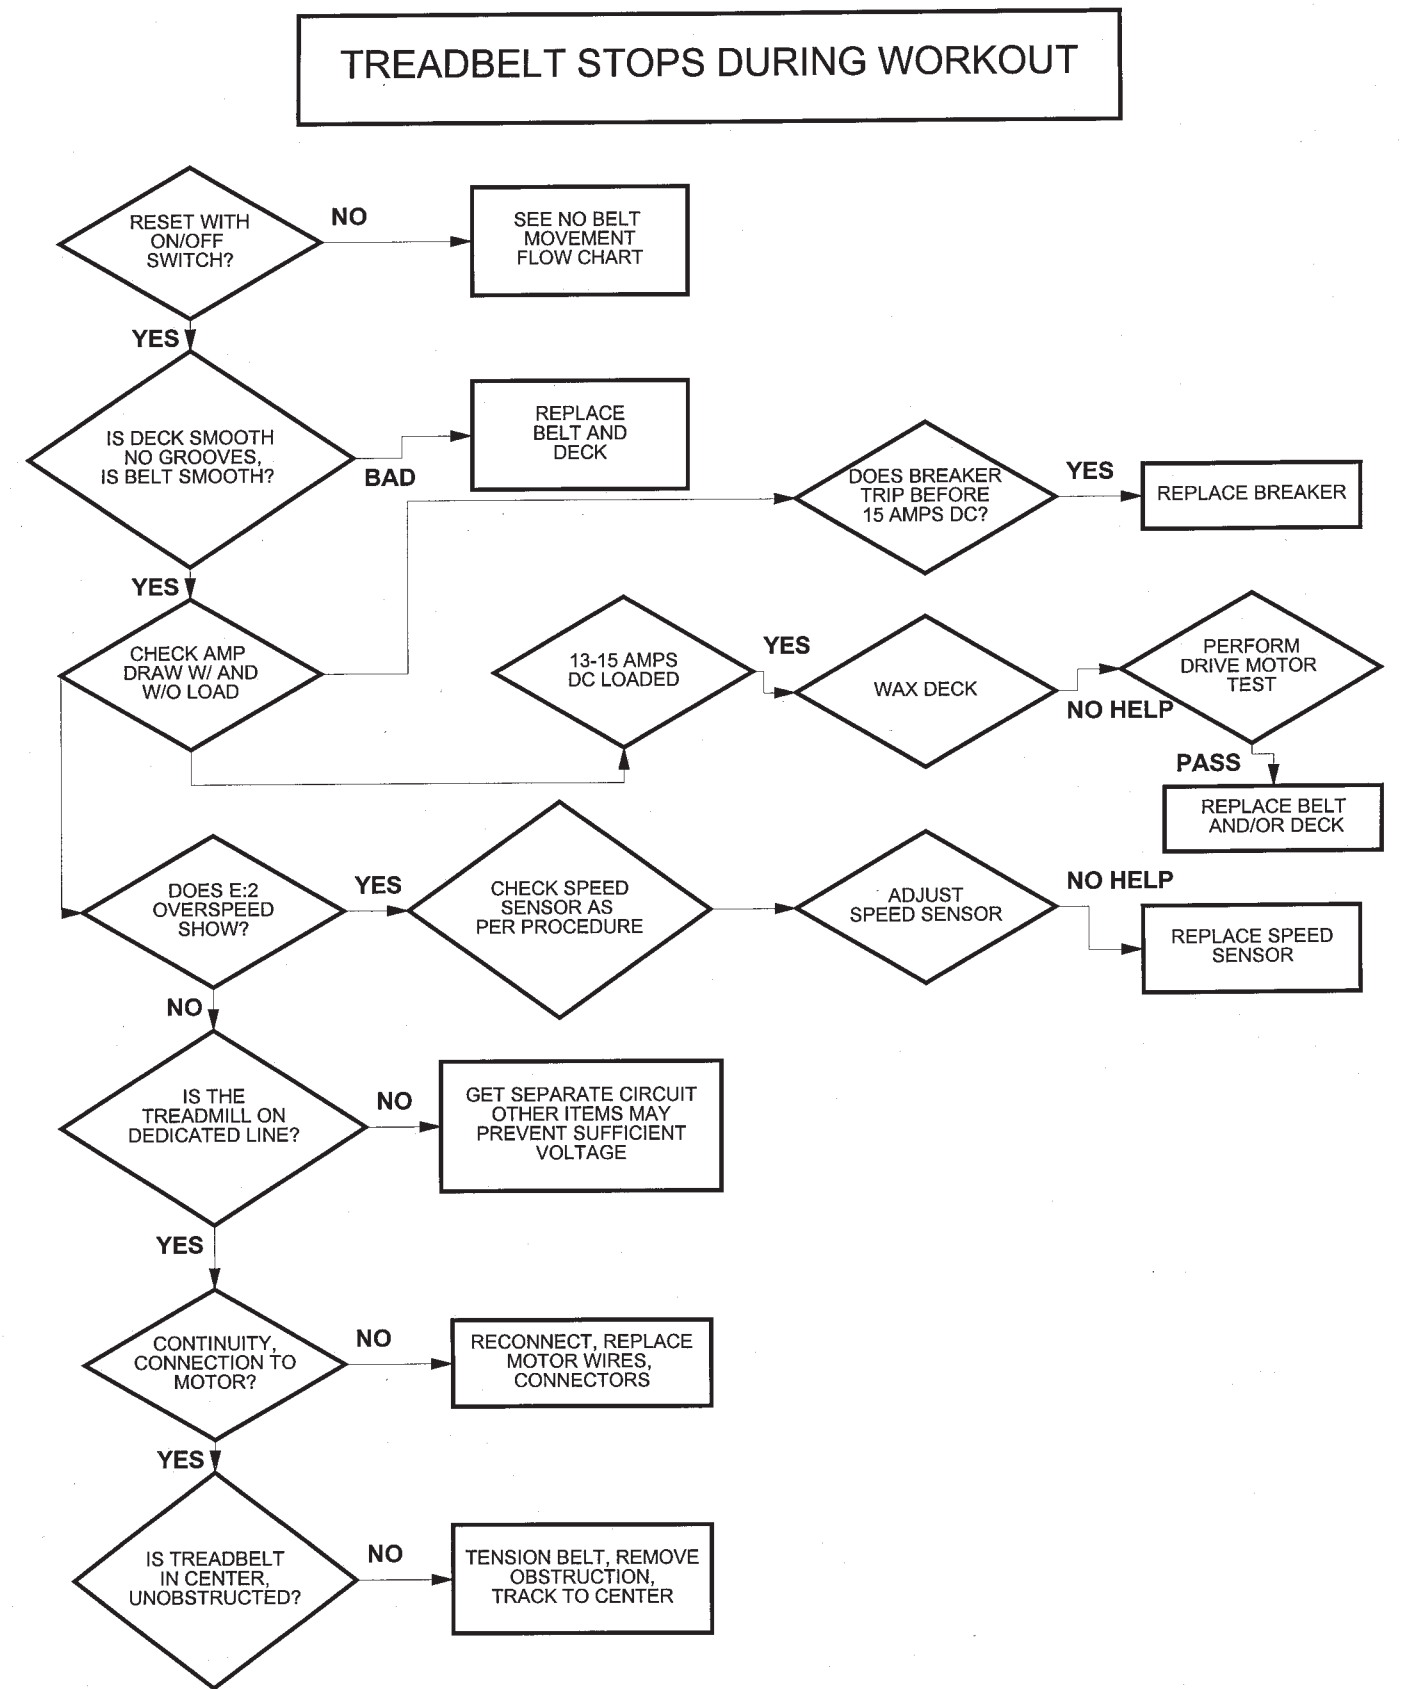 TREADBELT STOPS DURING WORKOUT
RESET WITH
ON/OFF
SWITCH?
NO
SEE NO BELT
MOVEMENT
FLOW CHART
YES
IS DECK SMOOTH
NO GROOVES,
IS BELT SMOOTH?
BAD
REPLACE
BELT AND
DECK
DOES BREAKER
TRIP BEFORE
15 AMPS DC?
YES
REPLACE BREAKER
YES
CHECK AMP
DRAW W/ AND
W/O LOAD
13-15 AMPS
DC LOADED
YES
WAX DECK
NO HELP
PERFORM
DRIVE MOTOR
TEST
PASS
REPLACE BELT
AND/OR DECK
DOES E:2
OVERSPEED
SHOW?
YES
CHECK SPEED
SENSOR AS
PER PROCEDURE
ADJUST
SPEED SENSOR
NO HELP
REPLACE SPEED
SENSOR
NO
IS THE
TREADMILL ON
DEDICATED LINE?
NO
GET SEPARATE CIRCUIT
OTHER ITEMS MAY
PREVENT SUFFICIENT
VOLTAGE
YES
CONTINUITY,
CONNECTION TO
MOTOR?
NO
RECONNECT, REPLACE
MOTOR WIRES,
CONNECTORS
YES
IS TREADBELT
IN CENTER,
UNOBSTRUCTED?
NO
TENSION BELT, REMOVE
OBSTRUCTION,
TRACK TO CENTER